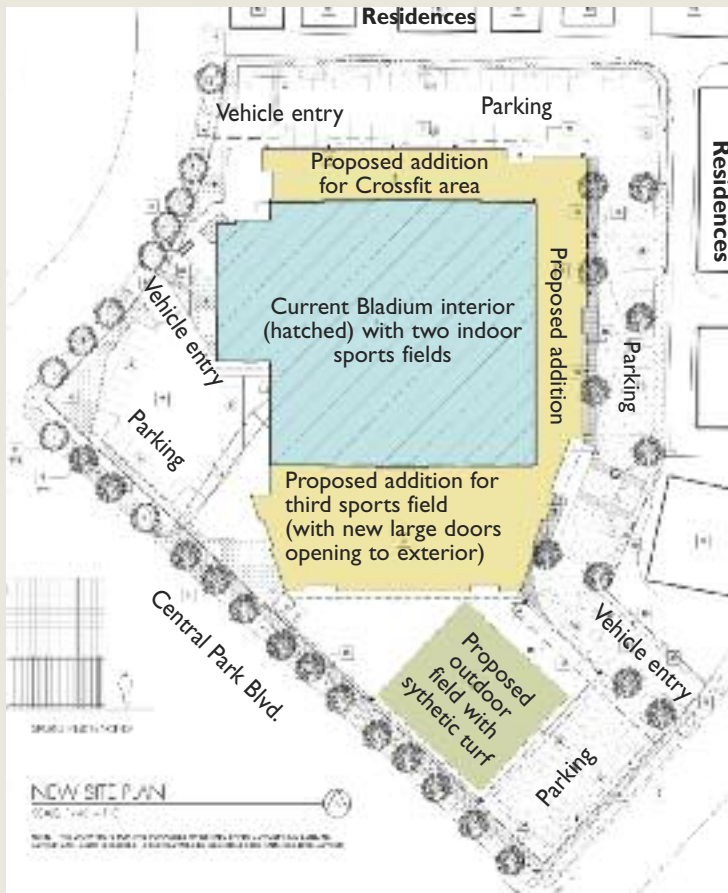 Residences
Vehicle entry
Parking
Proposed addition
for Crossfit area
Residences
Proposed addition
Current Bladium interior
(hatched) with two indoor
sports fields
Vehicle entry
Parking
Parking
Proposed addition for
third sports field
(with new large doors
opening to exterior)
Central Park Blvd.
Proposed
outdoor
field with
sythetic turf
Vehicle entry
Parking
NEW SITE PLAN